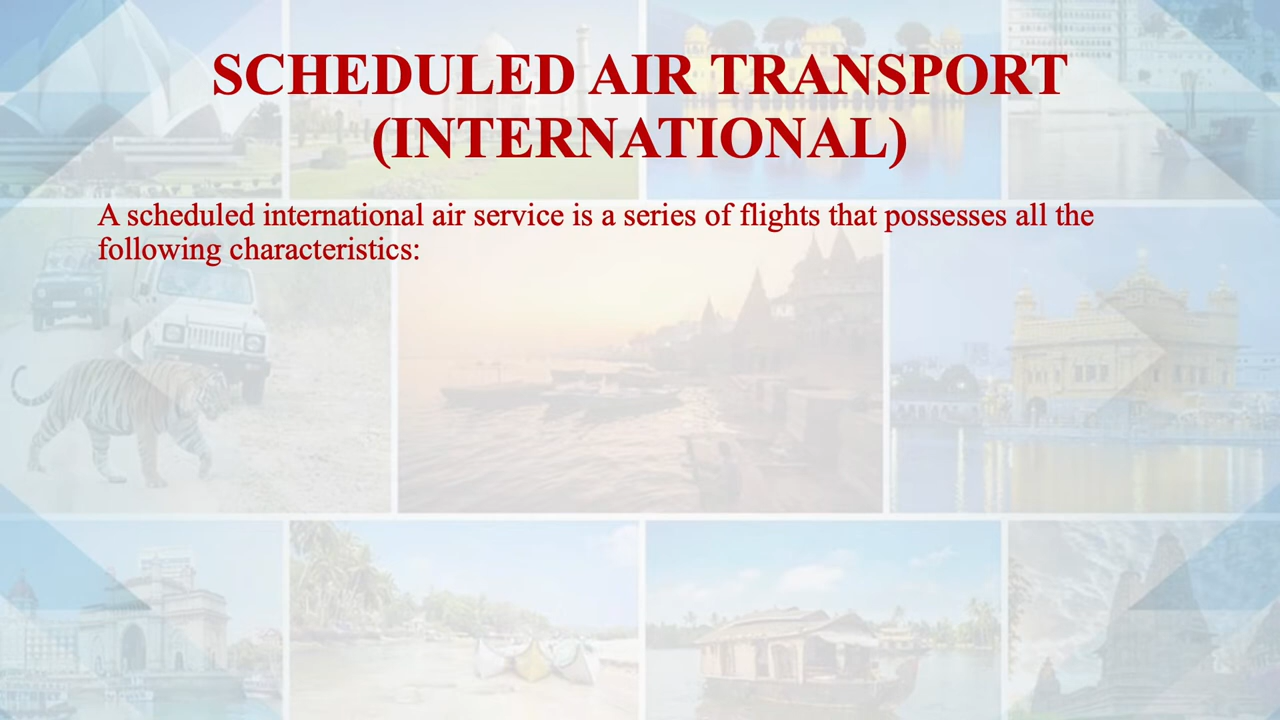 SCHEDULED AIR TRANSPORT
(INTERNATIONAL)
A scheduled international air service is a series of flights that possesses all the
following characteristics: